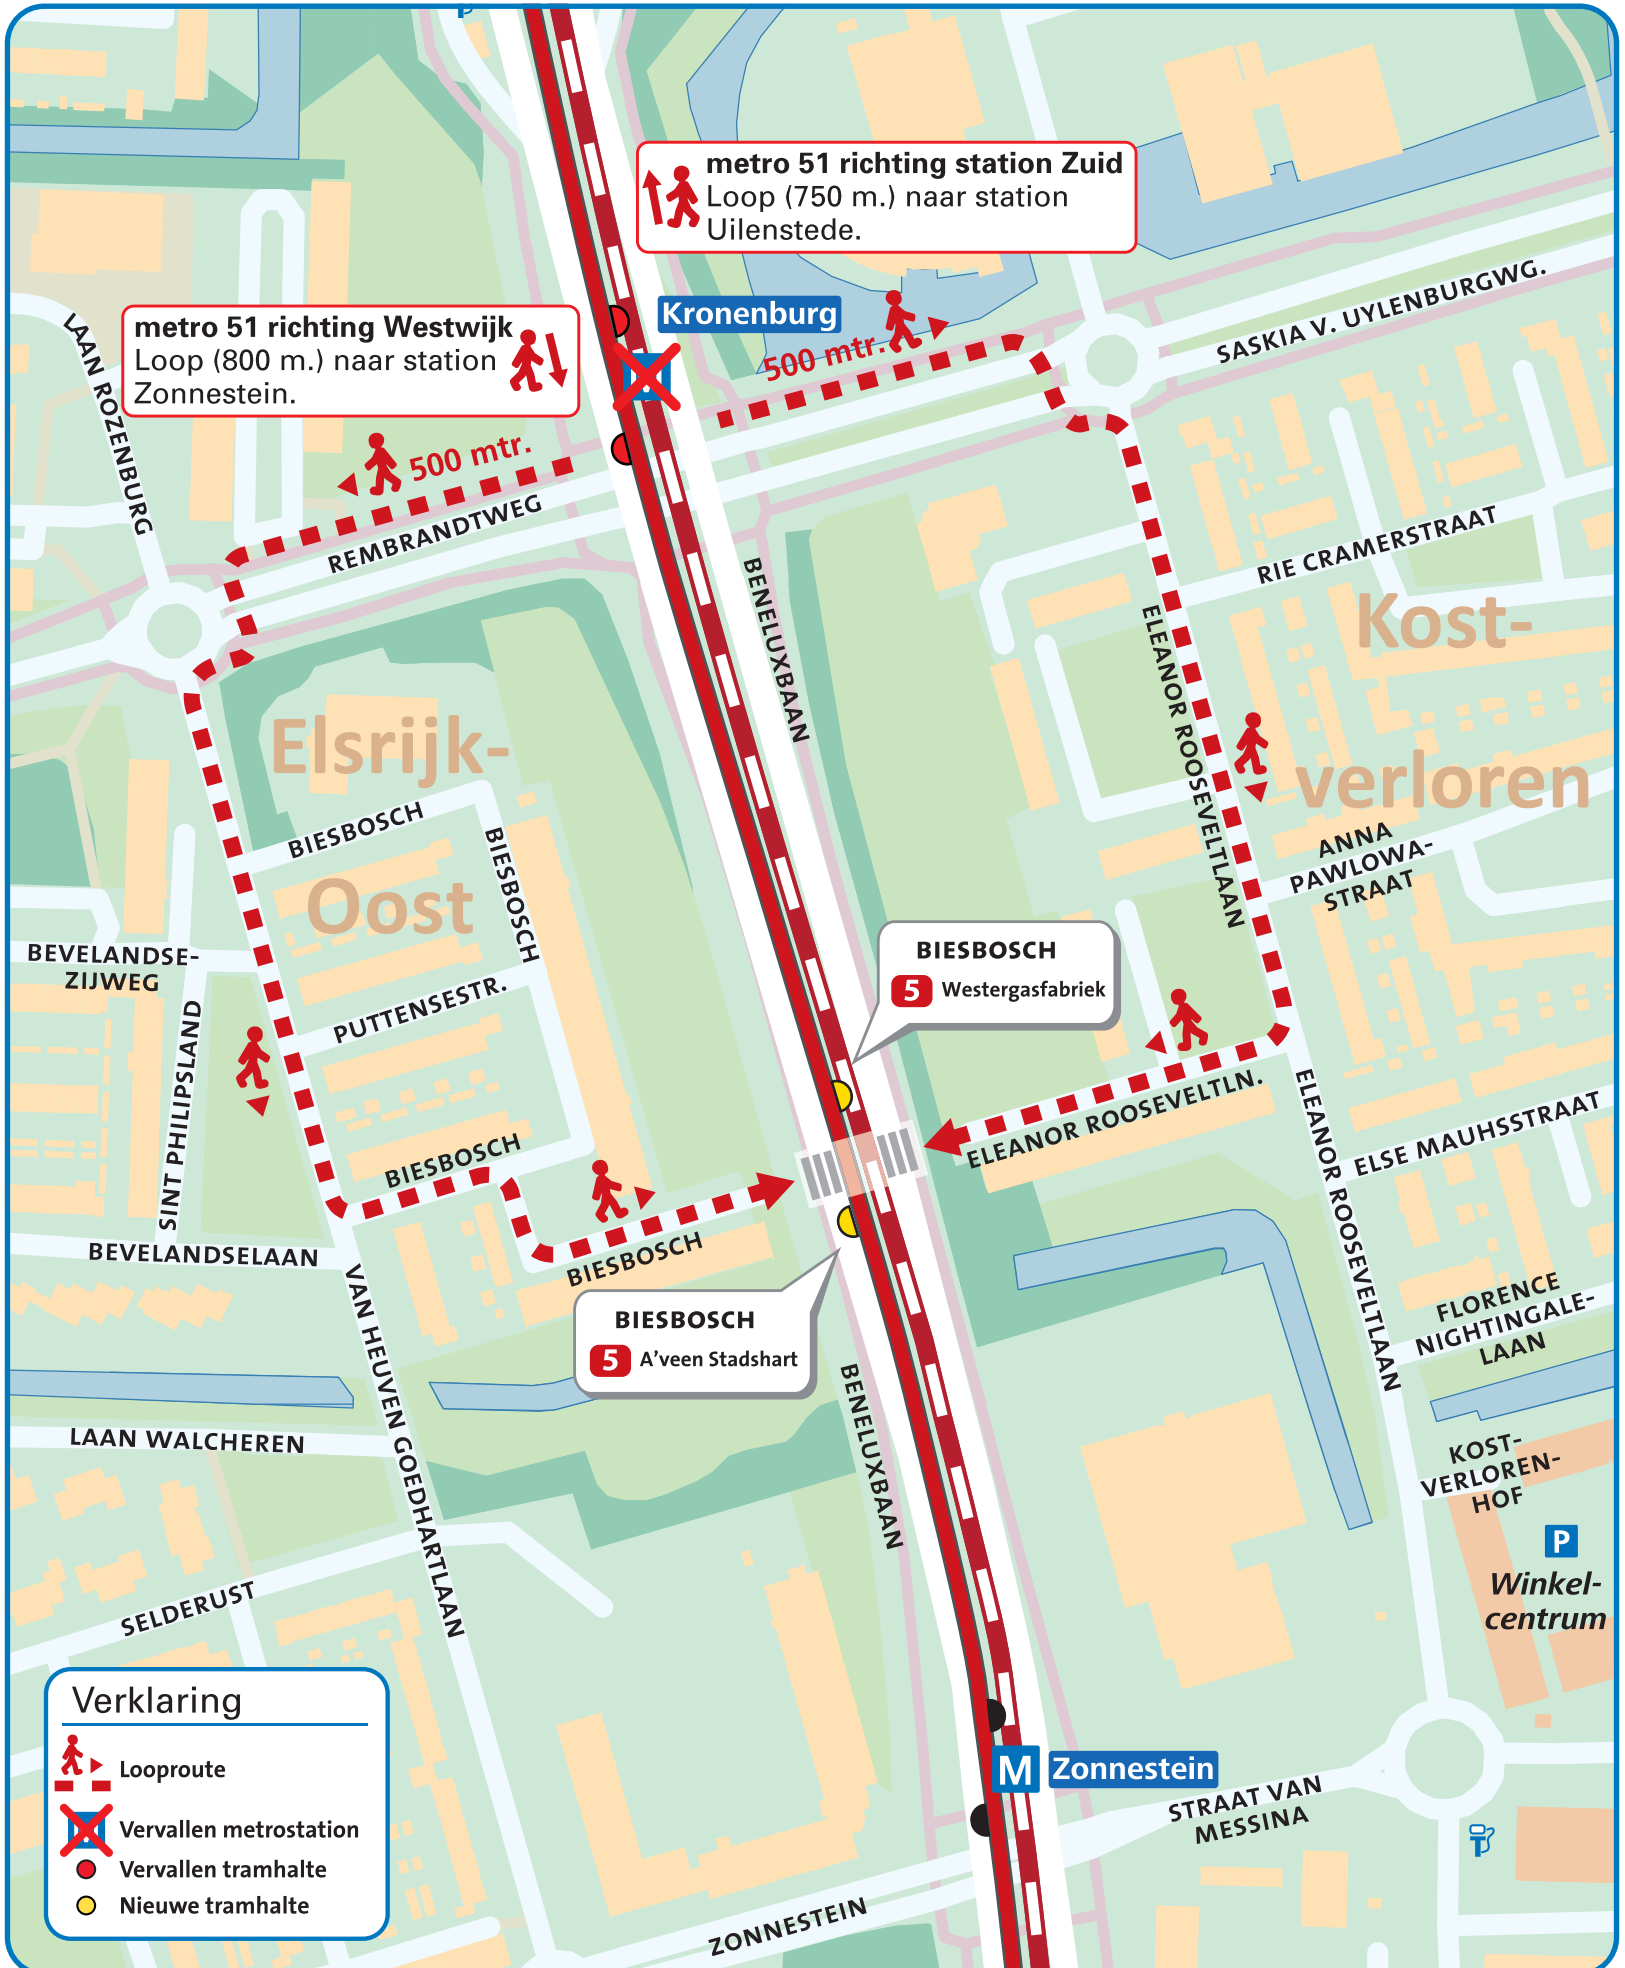 P
metro 51 richting station Zuid
Loop (750 m.) naar station
Uilenstede.
Kronenburg
metro 51 richting Westwijk
Loop (800 m.) naar station
Zonnestein.
500 mtr.
500 mtr.
SASKIA V. UYLENBURGWG.
LAAN ROZENBURG
REMBRANDTWEG
RIE CRAMERSTRAAT
BENELUXBAAN
ELEANOR ROOSEVELTLAAN
Kost-
verloren
Elsrijk-
Oost
BIESBOSCH
BIESBOSCH
ANNA
PAWLOWA-
STRAAT
BEVELANDSE-
ZIJWEG
PUTTENSESTR.
SINT PHILIPSLAND
BIESBOSCH
5 Westergasfabriek
ELEANOR ROOSEVELTLN.
ELEANOR ROOSEVELTLAAN
ELSE MAUHSSTRAAT
BIESBOSCH
BIESBOSCH
BEVELANDSELAAN
VAN HEUVEN GOEDHARTLAAN
BIESBOSCH
5 A'veen Stadshart
FLORENCE
NIGHTINGALE-
LAAN
BENELUXBAAN
LAAN WALCHEREN
KOST-
VERLOREN-
HOF
P
Winkel-
centrum
SELDERUST
M Zonnestein
STRAAT VAN
MESSINA
ZONNESTEIN
Verklaring
Looproute
Vervallen metrostation
Vervallen tramhalte
Nieuwe tramhalte